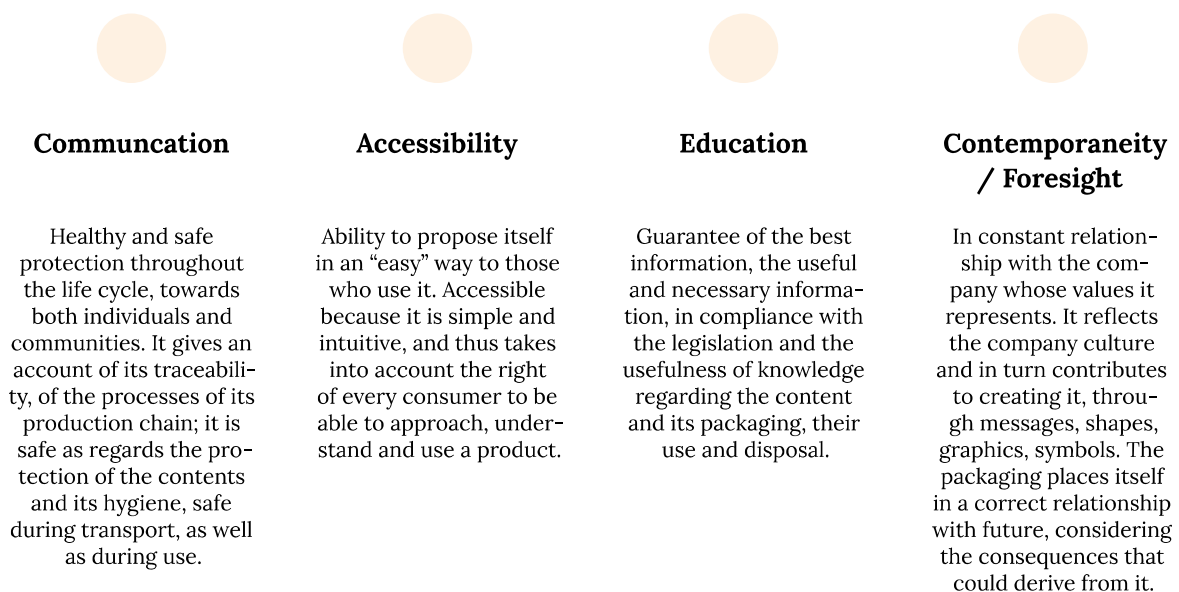 Communcation
Healthy and safe
protection throughout
the life cycle, towards
both individuals and
communities. It gives an
account of its traceabili-
ty, of the processes of its
production chain; it is
safe as regards the pro-
tection of the contents
and its hygiene, safe
during transport, as well
as during use.
Accessibility
Ability to propose itself
in an “easy” way to those
who use it. Accessible
because it is simple and
intuitive, and thus takes
into account the right
of every consumer to be
able to approach, under-
stand and use a product.
Education
Guarantee of the best
information, the useful
and necessary informa-
tion, in compliance with
the legislation and the
usefulness of knowledge
regarding the content
and its packaging, their
use and disposal.
Contemporaneity
/ Foresight
In constant relation-
ship with the com-
pany whose values it
represents. It reflects
the company culture
and in turn contributes
to creating it, throu-
gh messages, shapes,
graphics, symbols. The
packaging places itself
in a correct relationship
with future, considering
the consequences that
could derive from it.